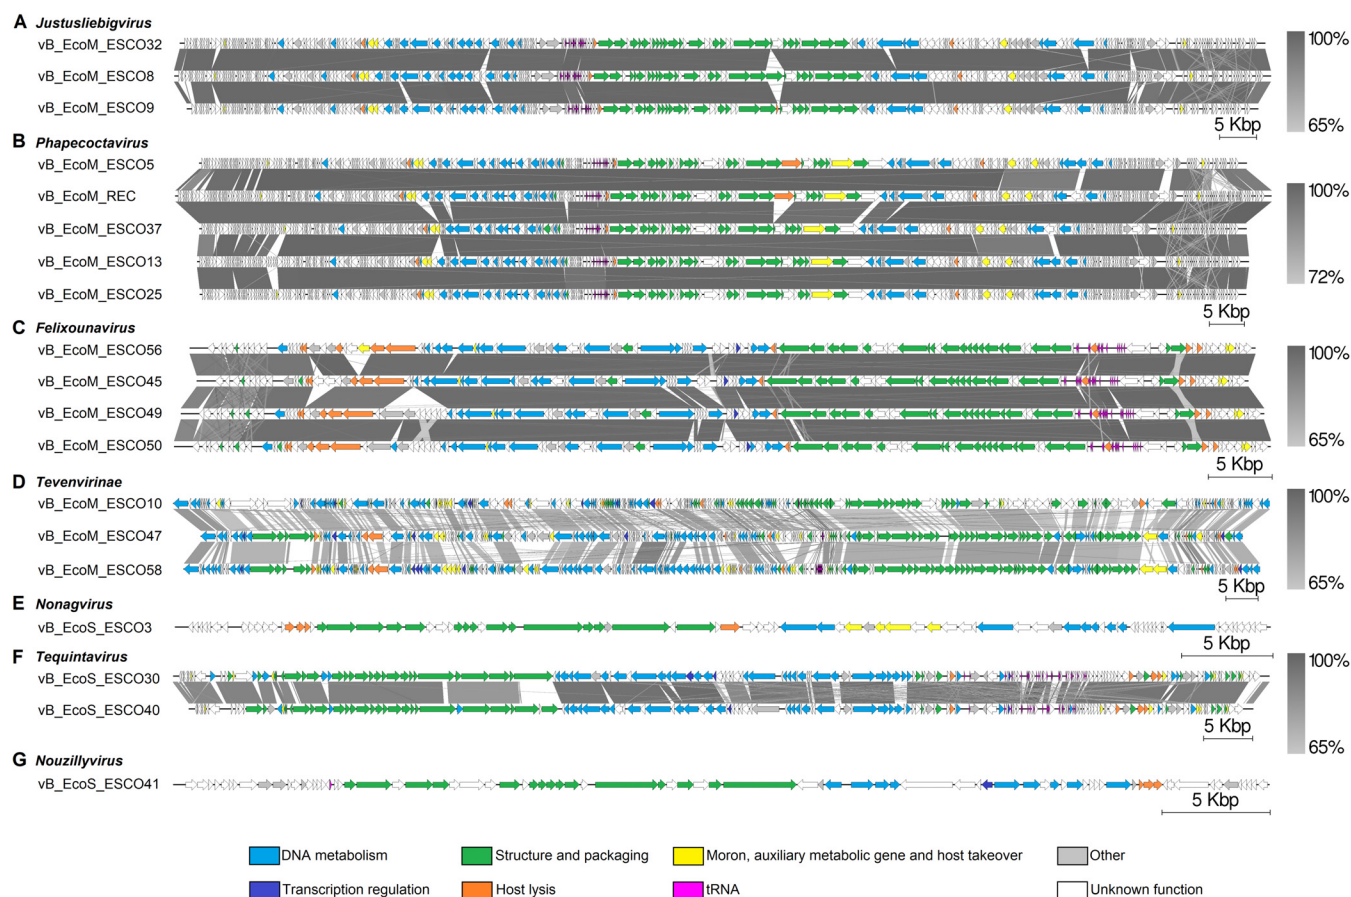 A Justusliebigvirus
vB_EcoM_ESCO32
vB_EcoM_ESCO8
vB_EcoM_ESCO9
100%
65%
5 Kbp
B Phapecoctavirus
vB_EcoM_ESCO5
vB_EcoM_REC
vB_EcoM_ESCO37
vB_EcoM_ESCO13
vB_EcoM_ESCO25
100%
72%
5 Kbp
C Felixounavirus
vB_EcoM_ESCO56
vB_EcoM_ESCO45
vB_EcoM_ESCO49
vB_EcoM_ESCO50
100%
65%
5 Kbp
D Tevenvirinae
vB_EcoM_ESCO10
vB_EcoM_ESCO47
vB_EcoM_ESCO58
100%
65%
5 Kbp
E Nonagvirus
vB_EcoS_ESCO3
5 Kbp
F Tequintavirus
vB_EcoS_ESCO30
vB_EcoS_ESCO40
100%
65%
5 Kbp
G Nouzillyvirus
vB_EcoS_ESCO41
5 Kbp
DNA metabolism Structure and packaging Moron, auxiliary metabolic gene and host takeover Other
Transcription regulation Host lysis tRNA Unknown function